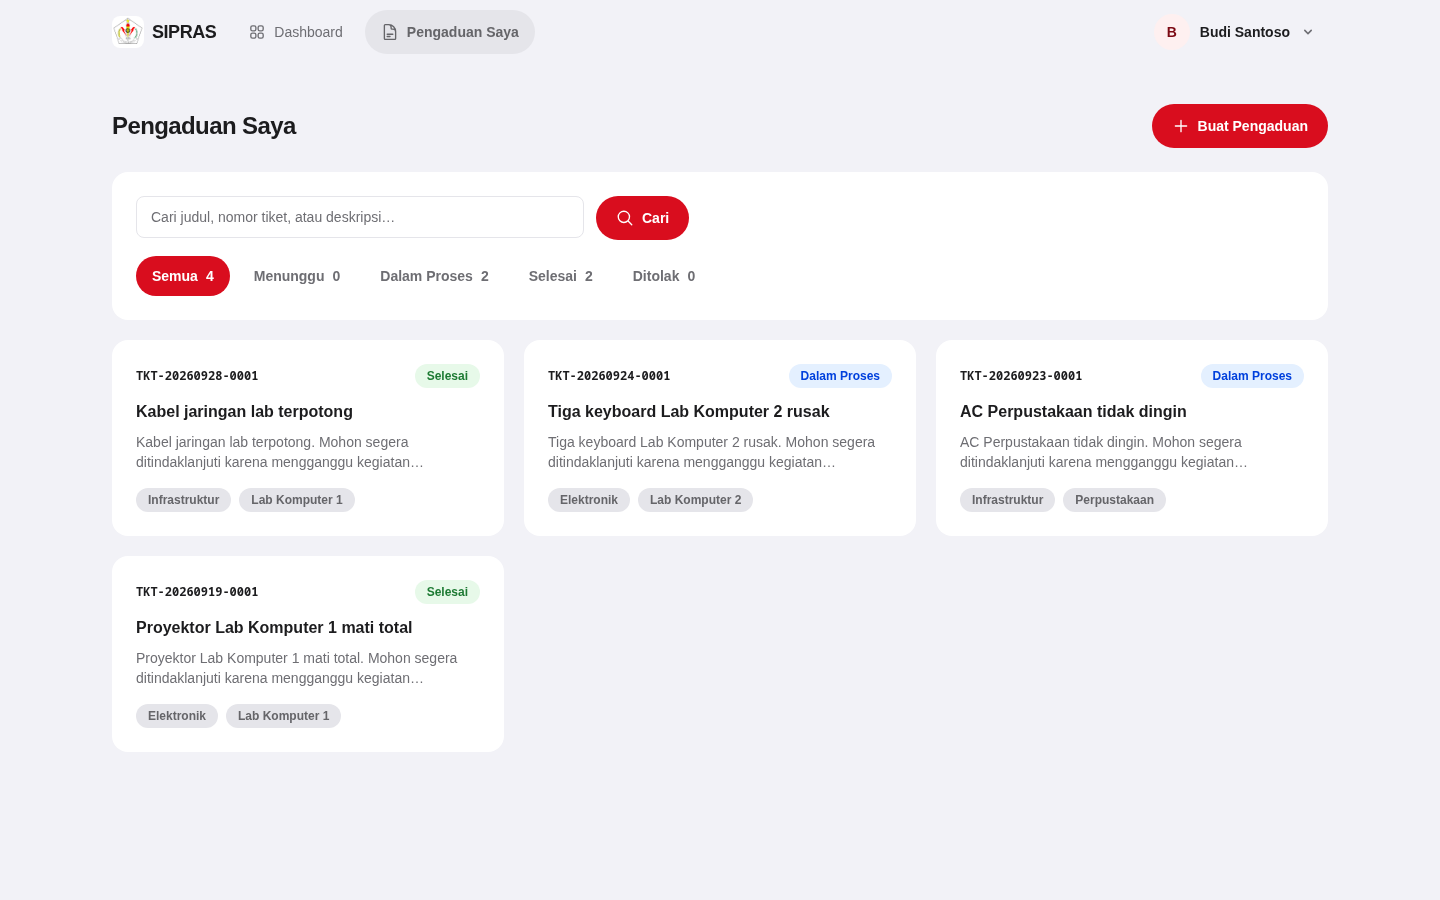 SIPRAS
Dashboard
Pengaduan Saya
B
Budi Santoso
Pengaduan Saya
Buat Pengaduan
Cari judul, nomor tiket, atau deskripsi…
Cari
Semua 4
Menunggu 0
Dalam Proses 2
Selesai 2
Ditolak 0
TKT-20260928-0001
Selesai
Kabel jaringan lab terpotong
Kabel jaringan lab terpotong. Mohon segera
ditindaklanjuti karena mengganggu kegiatan…
Infrastruktur
Lab Komputer 1
TKT-20260924-0001
Dalam Proses
Tiga keyboard Lab Komputer 2 rusak
Tiga keyboard Lab Komputer 2 rusak. Mohon segera
ditindaklanjuti karena mengganggu kegiatan…
Elektronik
Lab Komputer 2
TKT-20260923-0001
Dalam Proses
AC Perpustakaan tidak dingin
AC Perpustakaan tidak dingin. Mohon segera
ditindaklanjuti karena mengganggu kegiatan…
Infrastruktur
Perpustakaan
TKT-20260919-0001
Selesai
Proyektor Lab Komputer 1 mati total
Proyektor Lab Komputer 1 mati total. Mohon segera
ditindaklanjuti karena mengganggu kegiatan…
Elektronik
Lab Komputer 1